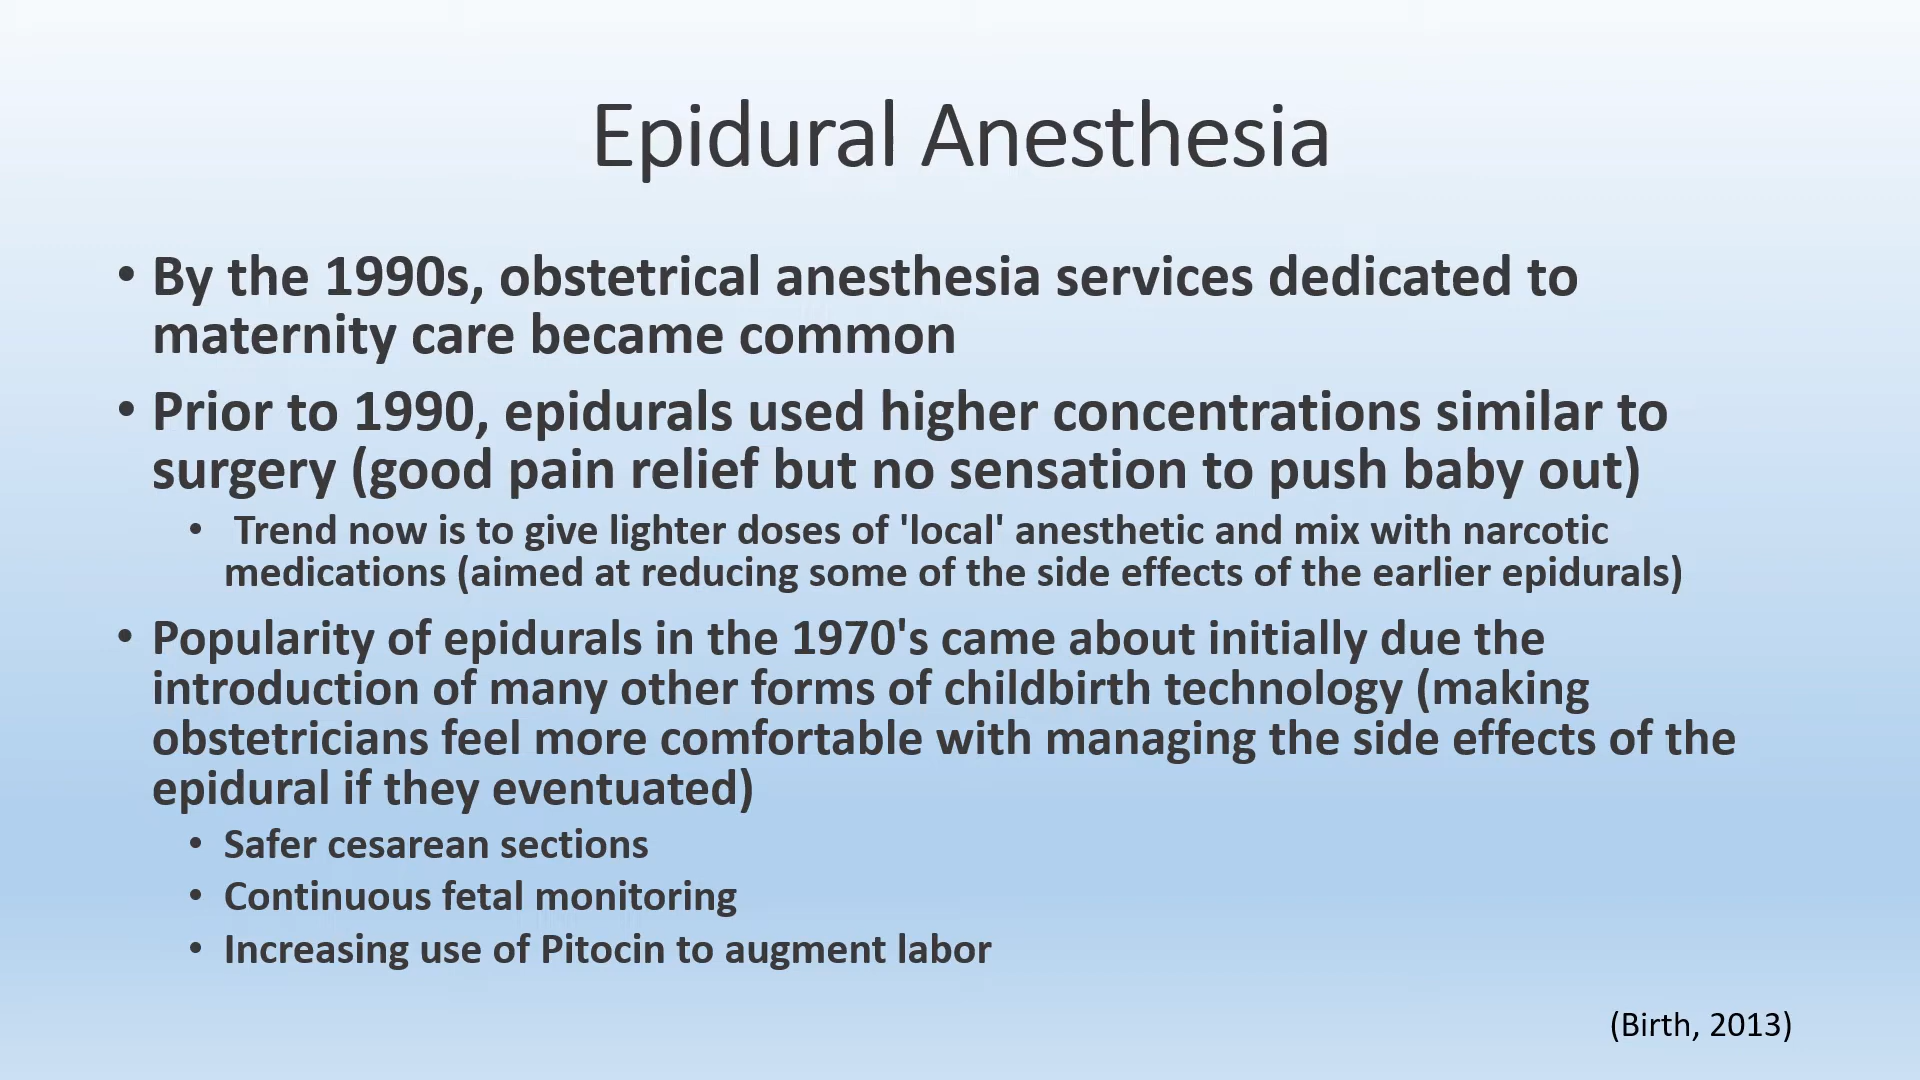 Epidural Anesthesia
• By the 1990s, obstetrical anesthesia services dedicated to
maternity care became common
• Prior to 1990, epidurals used higher concentrations similar to
surgery (good pain relief but no sensation to push baby out)
• Trend now is to give lighter doses of 'local' anesthetic and mix with narcotic
medications (aimed at reducing some of the side effects of the earlier epidurals)
• Popularity of epidurals in the 1970's came about initially due the
introduction of many other forms of childbirth technology (making
obstetricians feel more comfortable with managing the side effects of the
epidural if they eventuated)
• Safer cesarean sections
• Continuous fetal monitoring
• Increasing use of Pitocin to augment labor
(Birth, 2013)